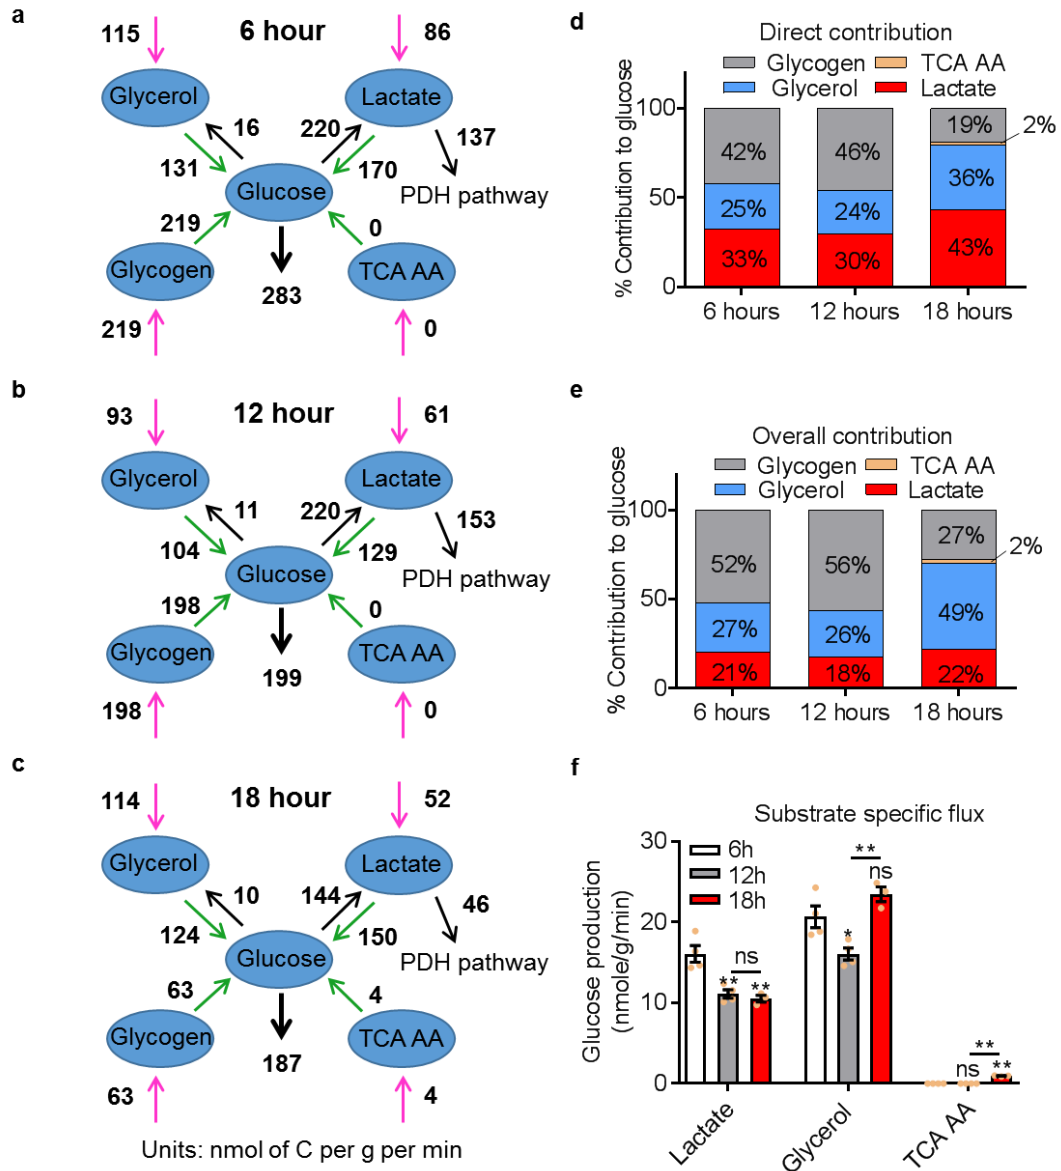 a
6 hour
115
86
Glycerol
Lactate
16
220
137
131
170
Glucose
PDH pathway
219
0
Glycogen
TCA AA
283
219
0
b
12 hour
93
61
Glycerol
Lactate
11
220
153
104
129
Glucose
PDH pathway
198
0
Glycogen
TCA AA
199
198
0
c
18 hour
114
52
Glycerol
Lactate
10
144
46
124
150
Glucose
PDH pathway
63
4
Glycogen
TCA AA
187
63
4
Units: nmol of C per g per min
d
Direct contribution
Glycogen
TCA AA
Glycerol
Lactate
% Contribution to glucose
100
50
0
42%
25%
33%
46%
24%
30%
19%
2%
36%
43%
6 hours
12 hours
18 hours
e
Overall contribution
Glycogen
TCA AA
Glycerol
Lactate
% Contribution to glucose
100
50
0
52%
27%
21%
56%
26%
18%
27%
2%
49%
22%
6 hours
12 hours
18 hours
f
Substrate specific flux
6h
12h
18h
Glucose production
(nmole/g/min)
30
20
10
0
ns
**
**
**
ns
*
**
ns
**
Lactate
Glycerol
TCA AA